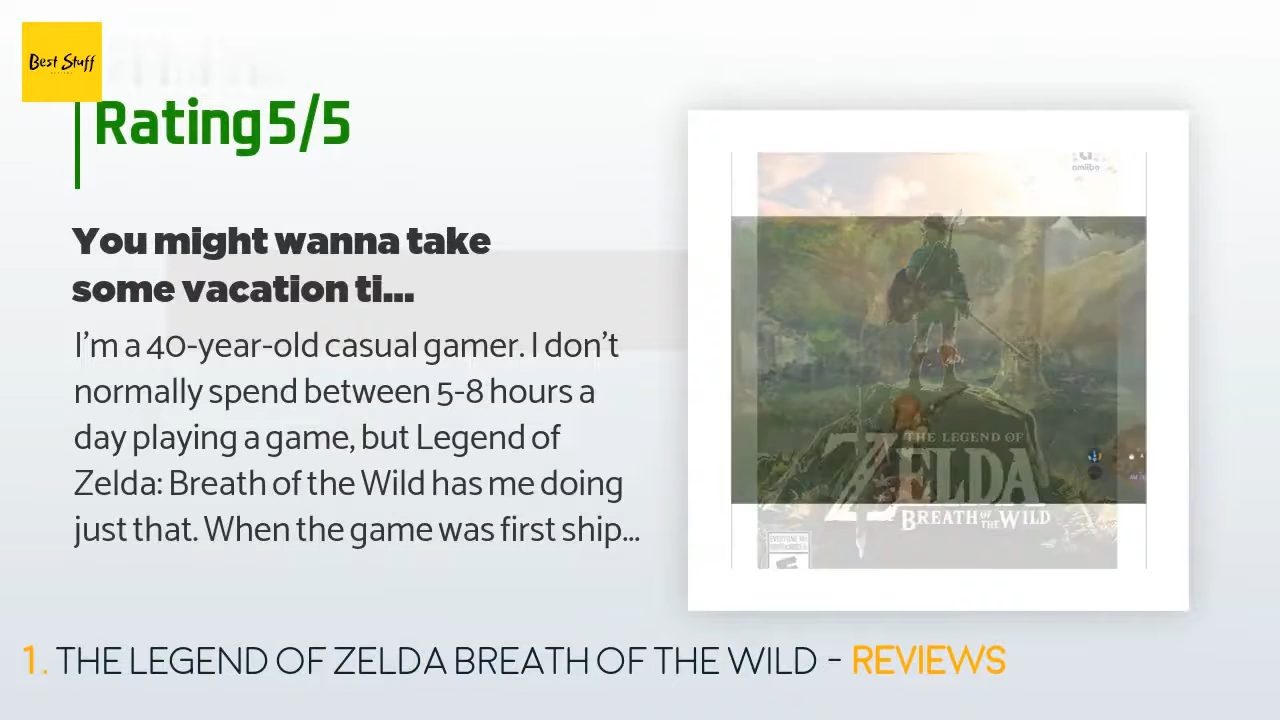 Best Stuff
Rating 5/5
You might wanna take
some vacation ti...
I'm a 40-year-old casual gamer. I don't
normally spend between 5-8 hours a
day playing a game, but Legend of
Zelda: Breath of the Wild has me doing
just that. When the game was first ship...
amiibo
THE LEGEND OF
ZELDA
BREATH OF THE WILD
1. THE LEGEND OF ZELDA BREATH OF THE WILD - REVIEWS